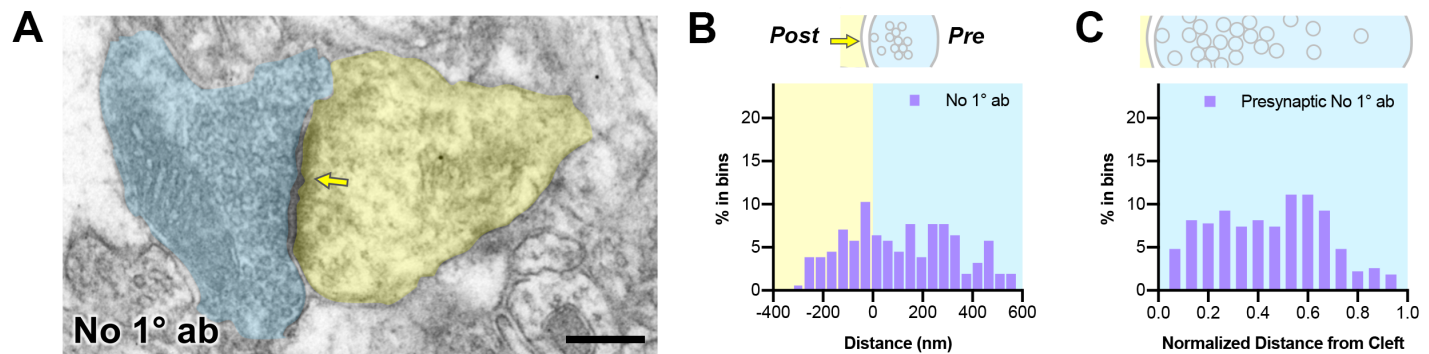 A
No 1° ab
B
Post
Pre
No 1° ab
% in bins
20
15
10
5
0
-400
-200
0
200
400
600
Distance (nm)
C
Presynaptic No 1° ab
% in bins
20
15
10
5
0
0.0
0.2
0.4
0.6
0.8
1.0
Normalized Distance from Cleft